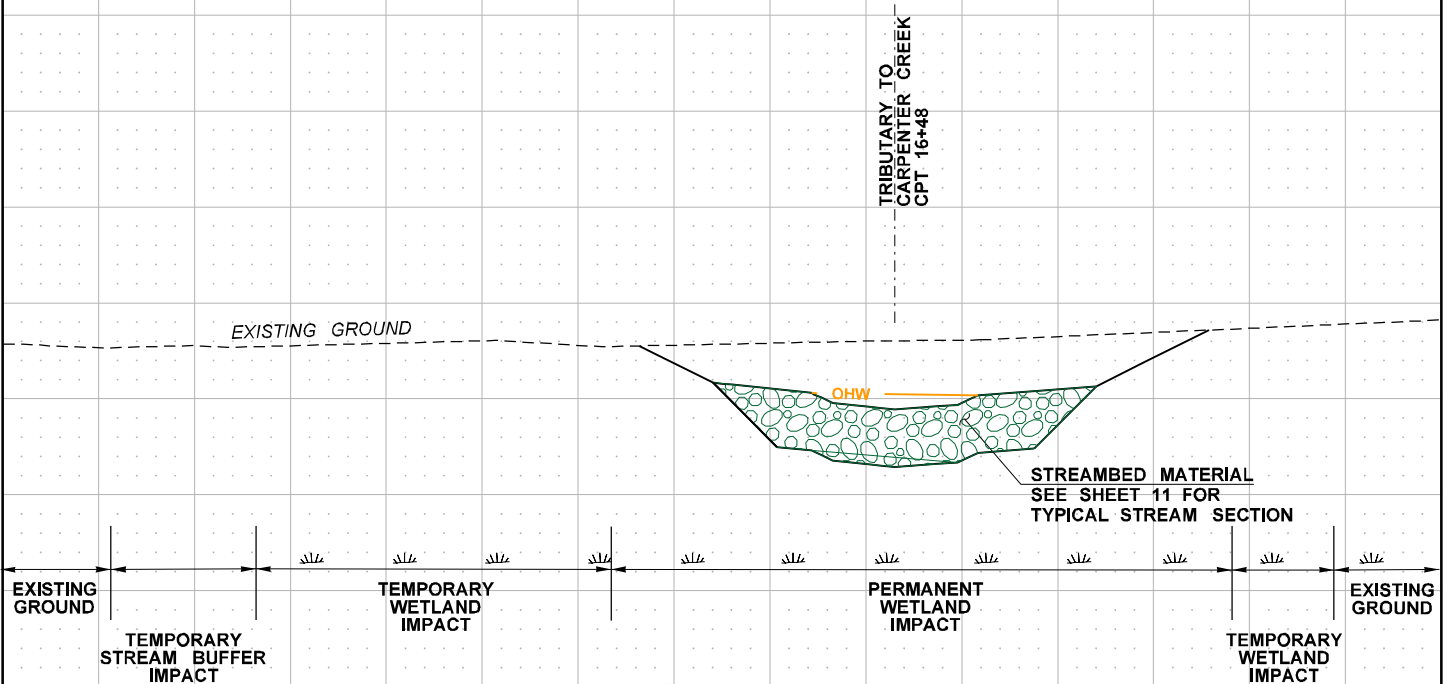 TRIBUTARY TO
CARPENTER CREEK
CPT 16+48
EXISTING GROUND
OHW
STREAMBED MATERIAL
SEE SHEET 11 FOR
TYPICAL STREAM SECTION
EXISTING
GROUND
TEMPORARY
STREAM BUFFER
IMPACT
TEMPORARY
WETLAND
IMPACT
PERMANENT
WETLAND
IMPACT
TEMPORARY
WETLAND
IMPACT
EXISTING
GROUND